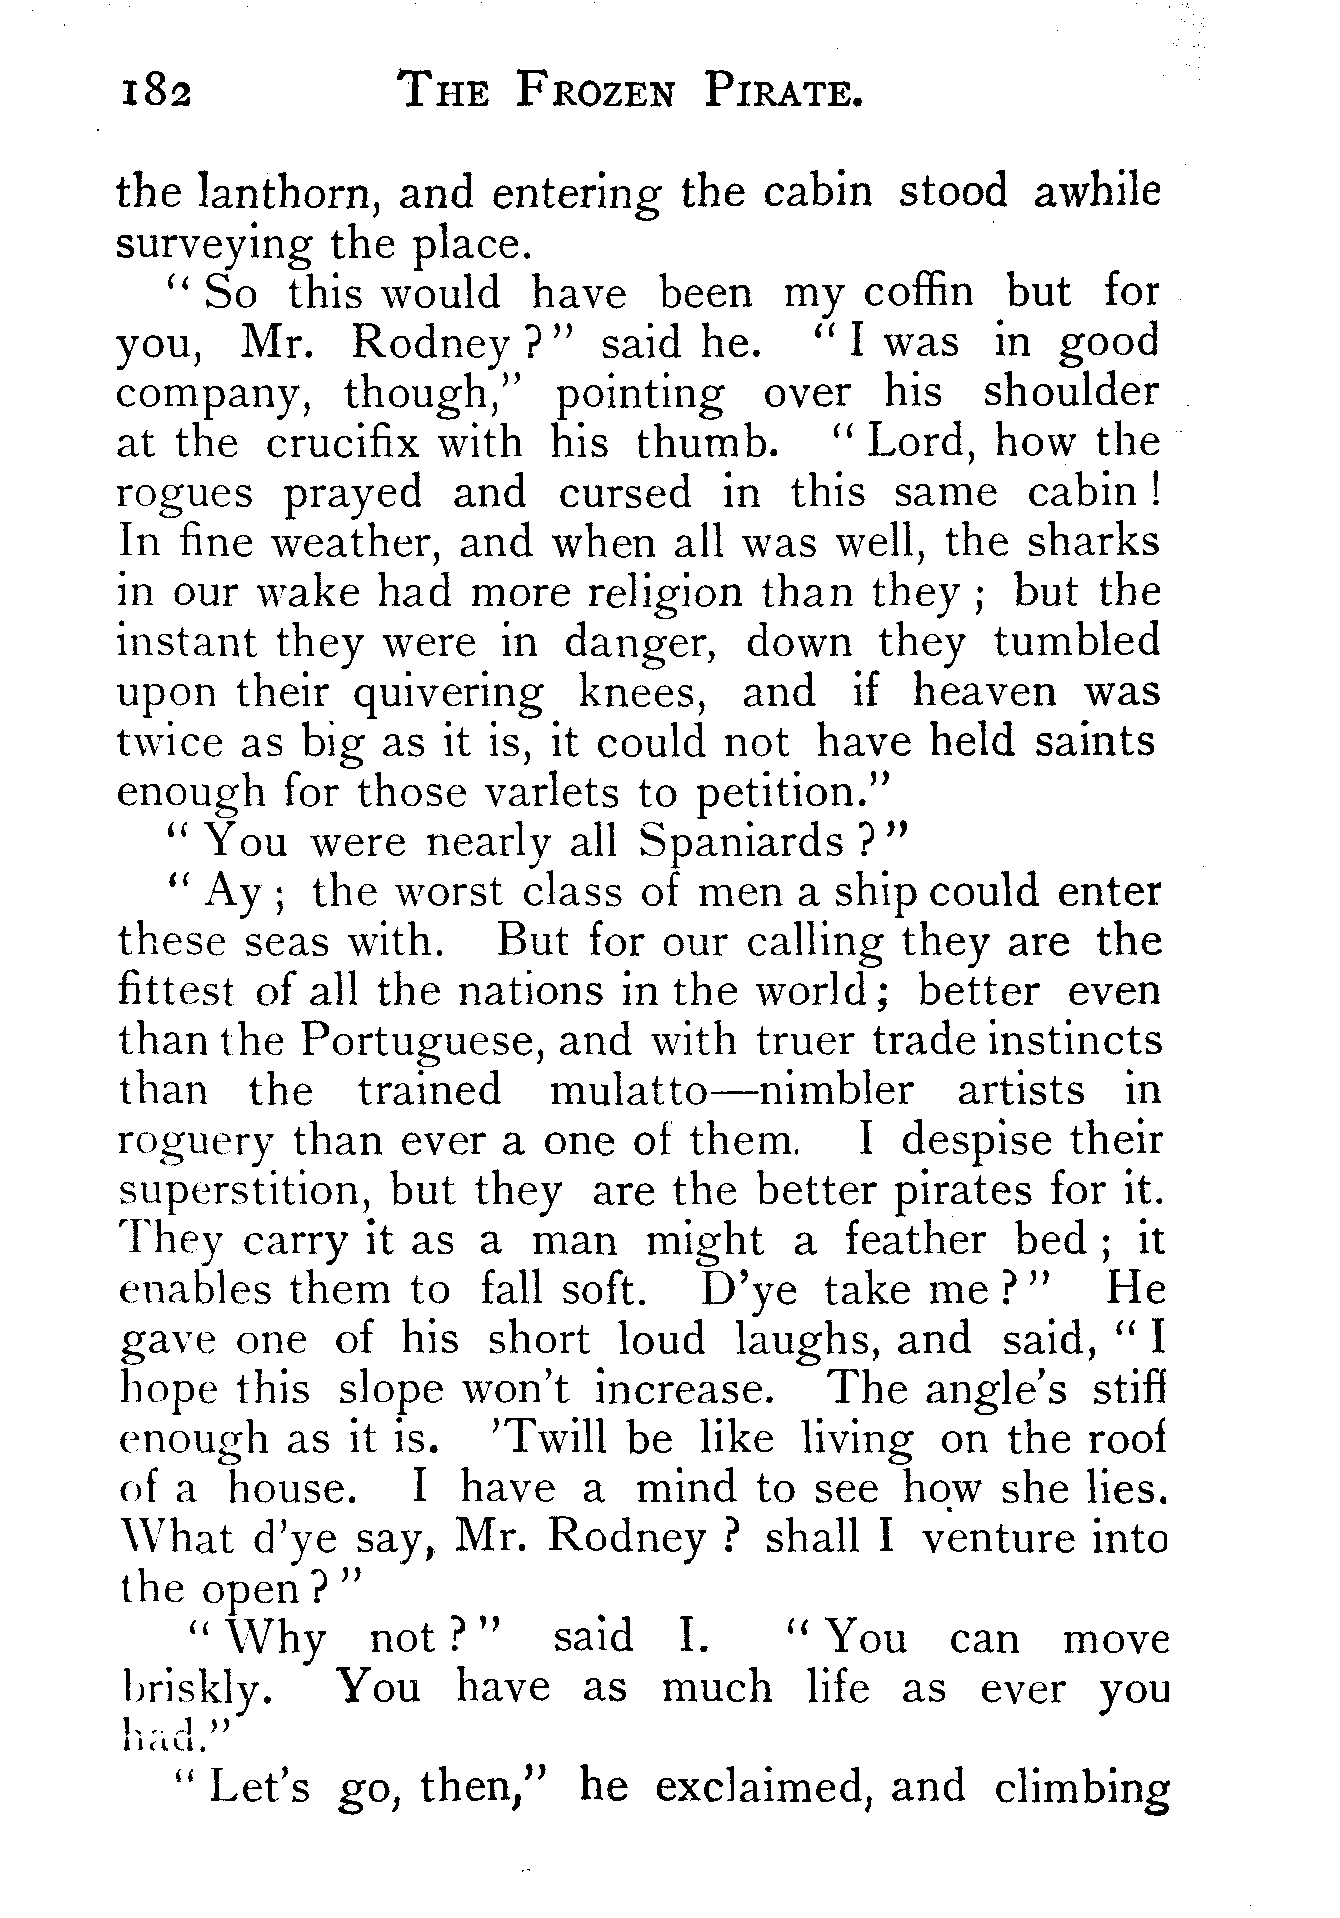 182 THE FROZEN PIRATE.
the lanthorn, and entering the cabin stood awhile
surveying the place.
" So this would have been my coffin but for
you, Mr. Rodney ? " said he. " I was in good
company, though," pointing over his shoulder
at the crucifix with his thumb. " Lord, how the
rogues prayed and cursed in this same cabin !
In fine weather, and when all was well, the sharks
in our wake had more religion than they ; but the
instant they were in danger, down they tumbled
upon their quivering knees, and if heaven was
twice as big as it is, it could not have held saints
enough for those varlets to petition."
" You were nearly all Spaniards ? "
" Ay ; the worst class of men a ship could enter
these seas with. But for our calling they are the
fittest of all the nations in the world ; better even
than the Portuguese, and with truer trade instincts
than the trained mulatto—nimbler artists in
roguery than ever a one of them. I despise their
superstition, but they are the better pirates for it.
They carry it as a man might a feather bed ; it
enables them to fall soft. D'ye take me ? " He
gave one of his short loud laughs, and said, " I
hope this slope won't increase. The angle's stiff
enough as it is. 'Twill be like living on the roof
of a house. I have a mind to see how she lies.
What d'ye say, Mr. Rodney ? shall I venture into
the open ? "
" Why not ? " said I. " You can move
briskly. You have as much life as ever you
had."
" Let's go, then," he exclaimed, and climbing